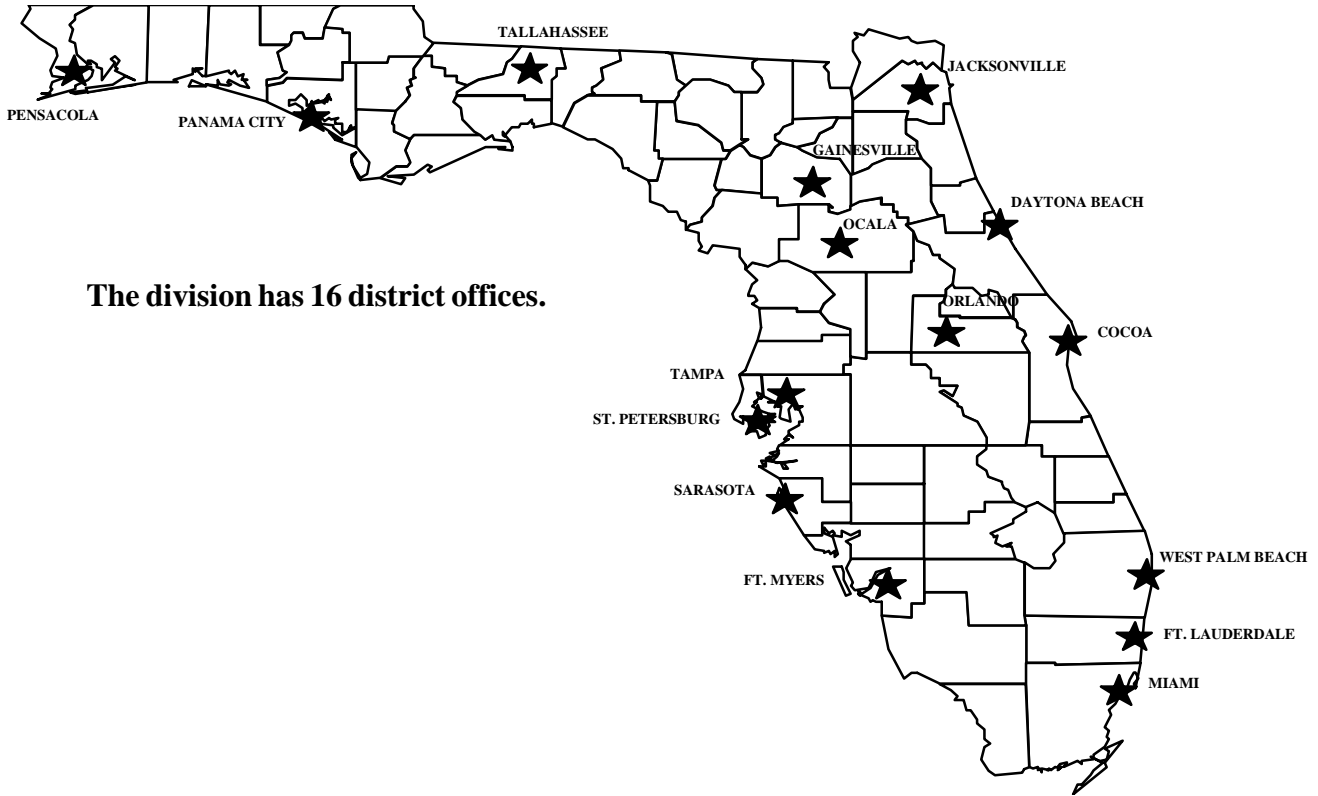 TALLAHASSEE
JACKSONVILLE
PENSACOLA
PANAMA CITY
GAINESVILLE
DAYTONA BEACH
OCALA
The division has 16 district offices.
ORLANDO
COCOA
TAMPA
ST. PETERSBURG
SARASOTA
WEST PALM BEACH
FT. MYERS
FT. LAUDERDALE
MIAMI